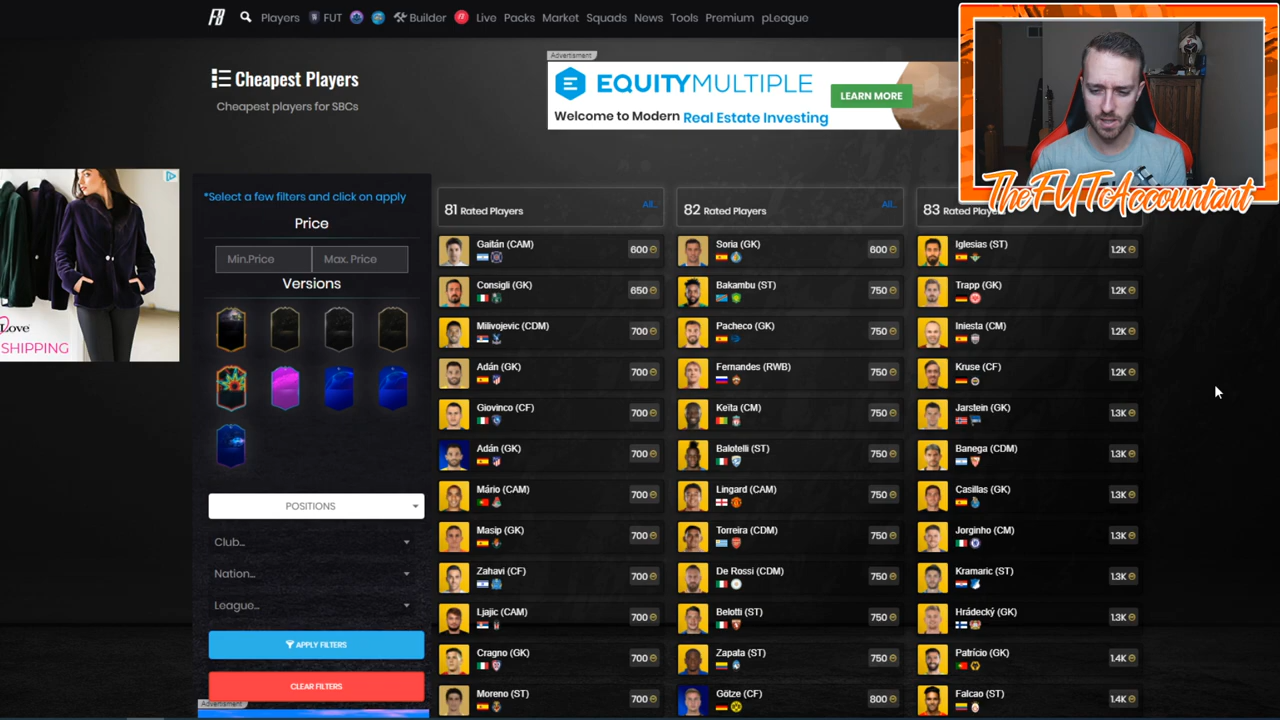 FB Players FUT Builder Live Packs Market Squads News Tools Premium pLeague
Cheapest Players
Cheapest players for SBCs
Advertisment
EQUITYMULTIPLE
Welcome to Modern Real Estate Investing
LEARN MORE
TheFUTAccountant
Love
SHIPPING
*Select a few filters and click on apply
Price
Min.Price Max. Price
Versions
POSITIONS
Club...
Nation...
League...
APPLY FILTERS
CLEAR FILTERS
Advertisment
81 Rated Players All..
Gaitán (CAM) 600
Consigli (GK) 650
Milivojevic (CDM) 700
Adán (GK) 700
Giovinco (CF) 700
Adán (GK) 700
Mário (CAM) 700
Masip (GK) 700
Zahavi (CF) 700
Ljajic (CAM) 700
Cragno (GK) 700
Moreno (ST) 700
82 Rated Players All..
Soria (GK) 600
Bakambu (ST) 750
Pacheco (GK) 750
Fernandes (RWB) 750
Keïta (CM) 750
Balotelli (ST) 750
Lingard (CAM) 750
Torreira (CDM) 750
De Rossi (CDM) 750
Belotti (ST) 750
Zapata (ST) 750
Götze (CF) 800
83 Rated Players
Iglesias (ST) 1.2K
Trapp (GK) 1.2K
Iniesta (CM) 1.2K
Kruse (CF) 1.2K
Jarstein (GK) 1.3K
Banega (CDM) 1.3K
Casillas (GK) 1.3K
Jorginho (CM) 1.3K
Kramaric (ST) 1.3K
Hrádecký (GK) 1.3K
Patrício (GK) 1.4K
Falcao (ST) 1.4K